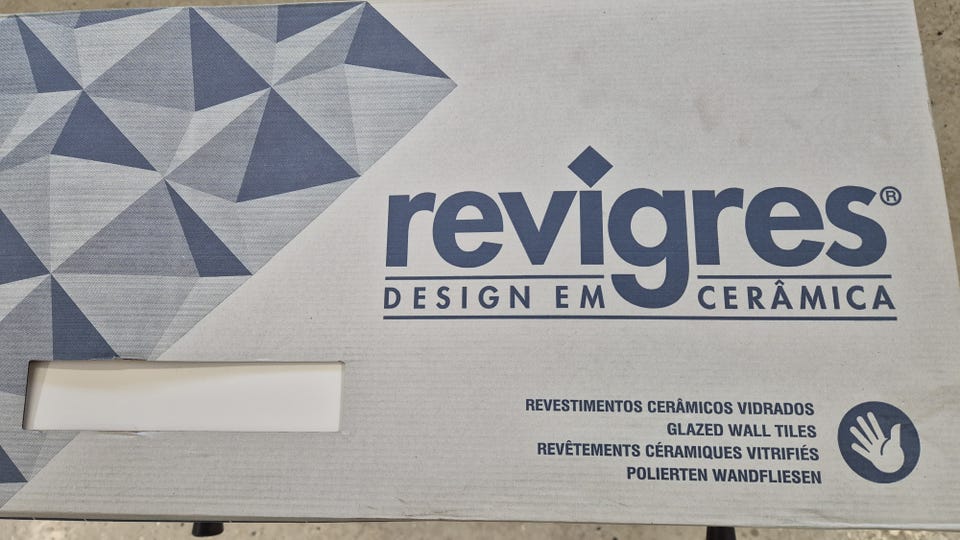 revigres®
DESIGN EM CERÂMICA
REVESTIMENTOS CERÂMICOS VIDRADOS
GLAZED WALL TILES
REVÊTEMENTS CÉRAMIQUES VITRIFIÉS
POLIERTEN WANDFLIESEN